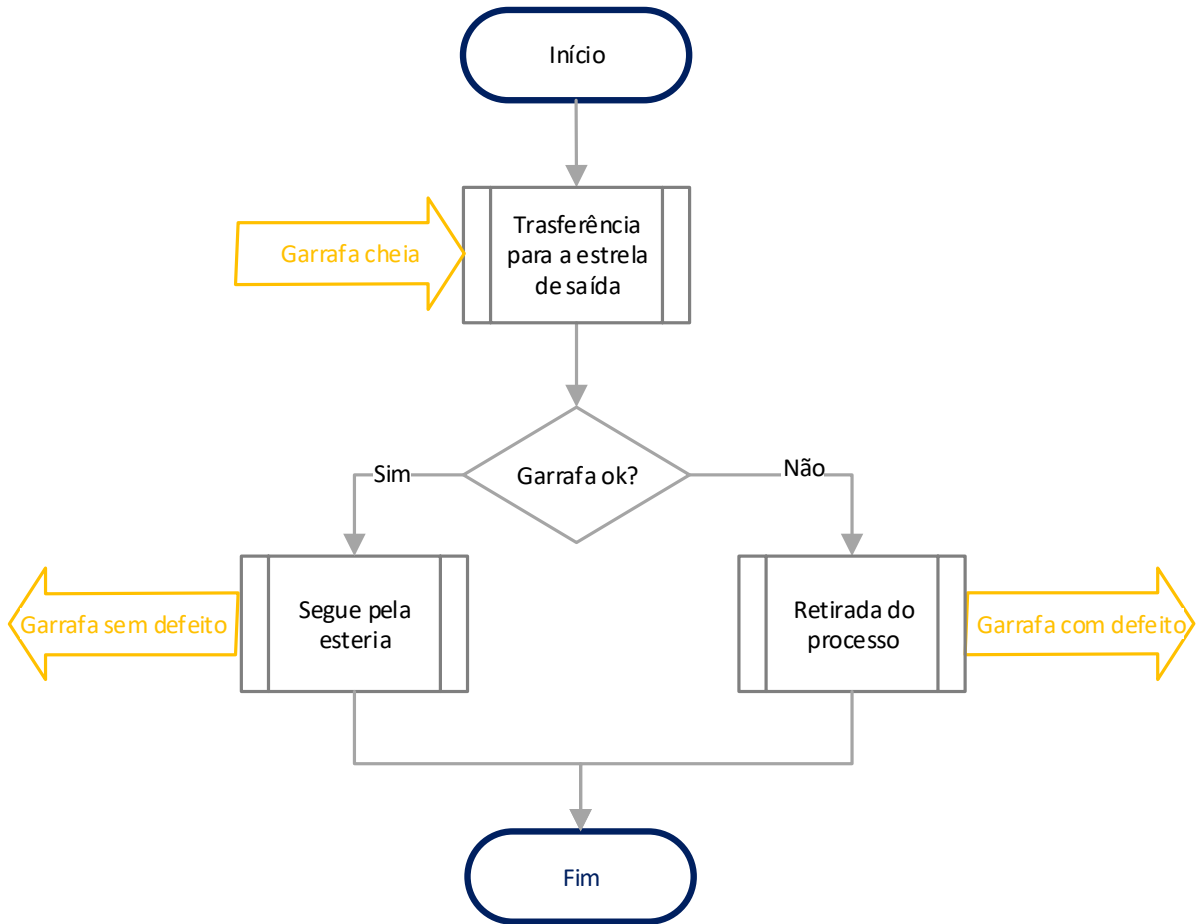 Início
Trasferência
para a estrela
de saída
Garrafa cheia
Garrafa ok?
Sim
Não
Segue pela
esteria
Garrafa sem defeito
Retirada do
processo
Garrafa com defeito
Fim